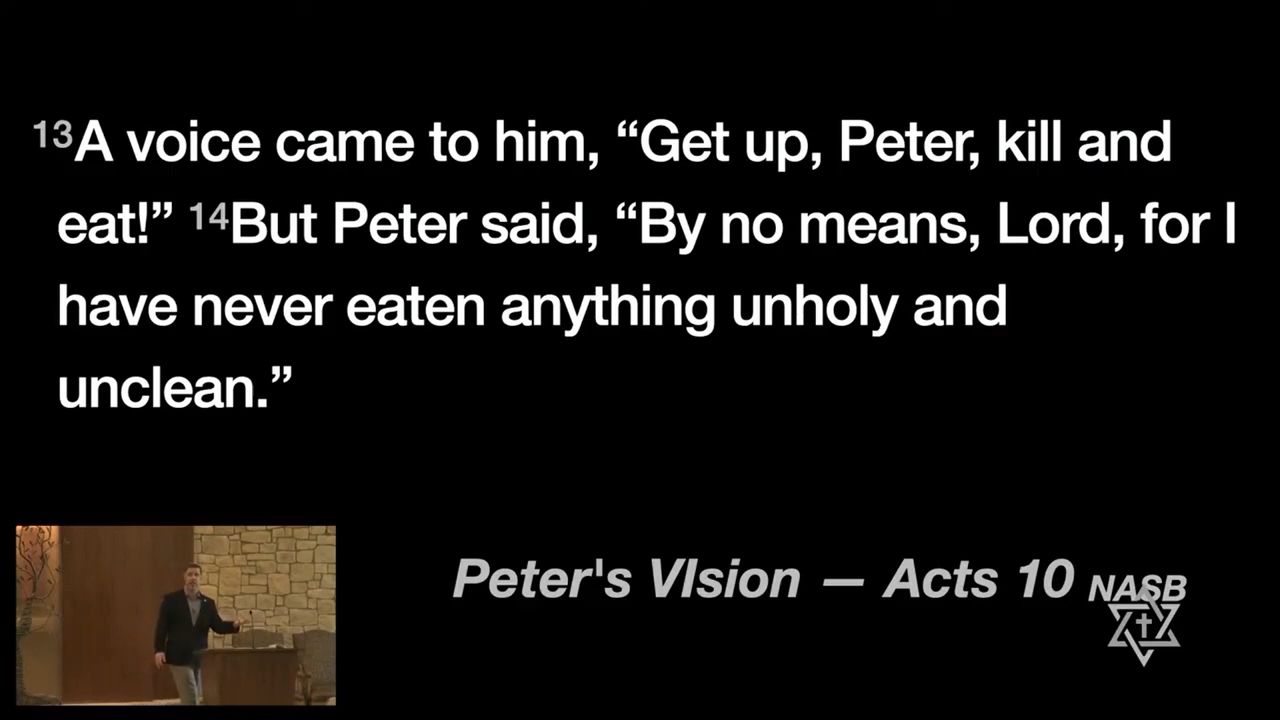 13A voice came to him, “Get up, Peter, kill and
eat!” 14But Peter said, “By no means, Lord, for I
have never eaten anything unholy and
unclean.”
Peter's VIsion — Acts 10 NASB